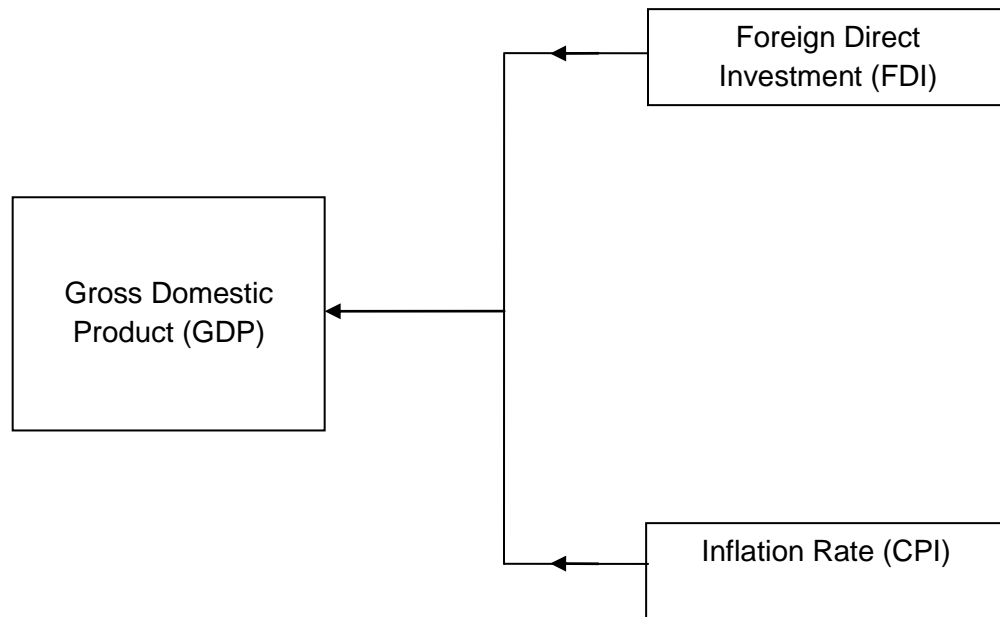 Foreign Direct
Investment (FDI)
Gross Domestic
Product (GDP)
Inflation Rate (CPI)